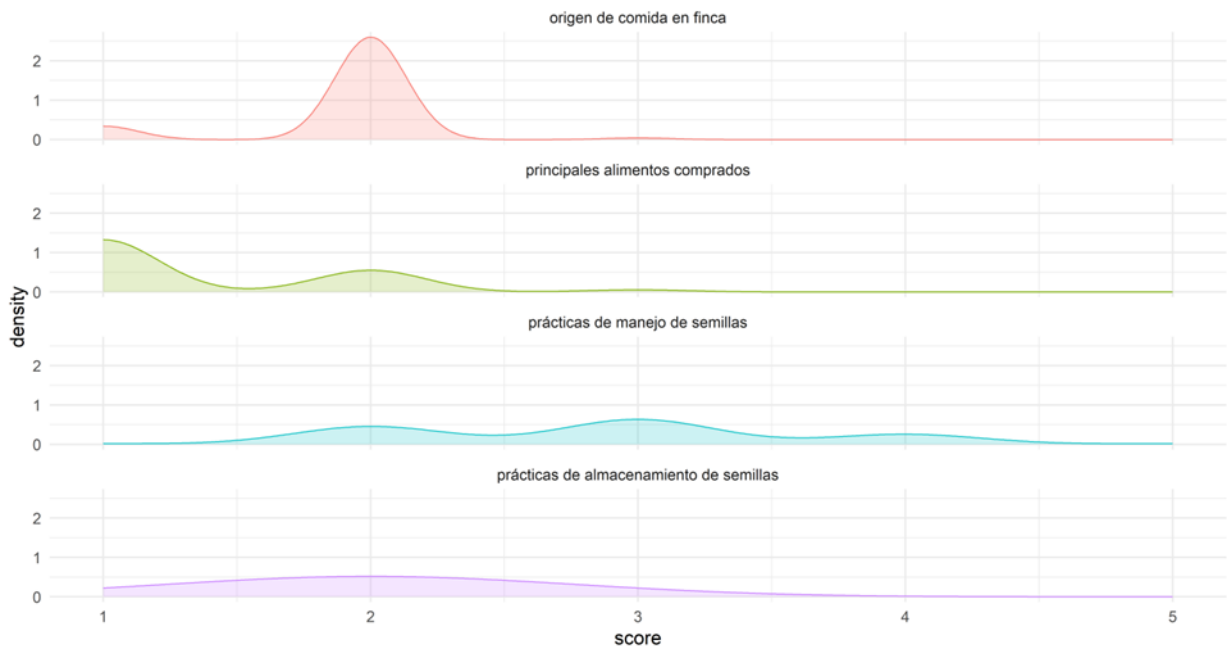 origen de comida en finca
2
1
0
principales alimentos comprados
2
1
0
density
prácticas de manejo de semillas
2
1
0
prácticas de almacenamiento de semillas
2
1
0
1 2 3 4 5
score